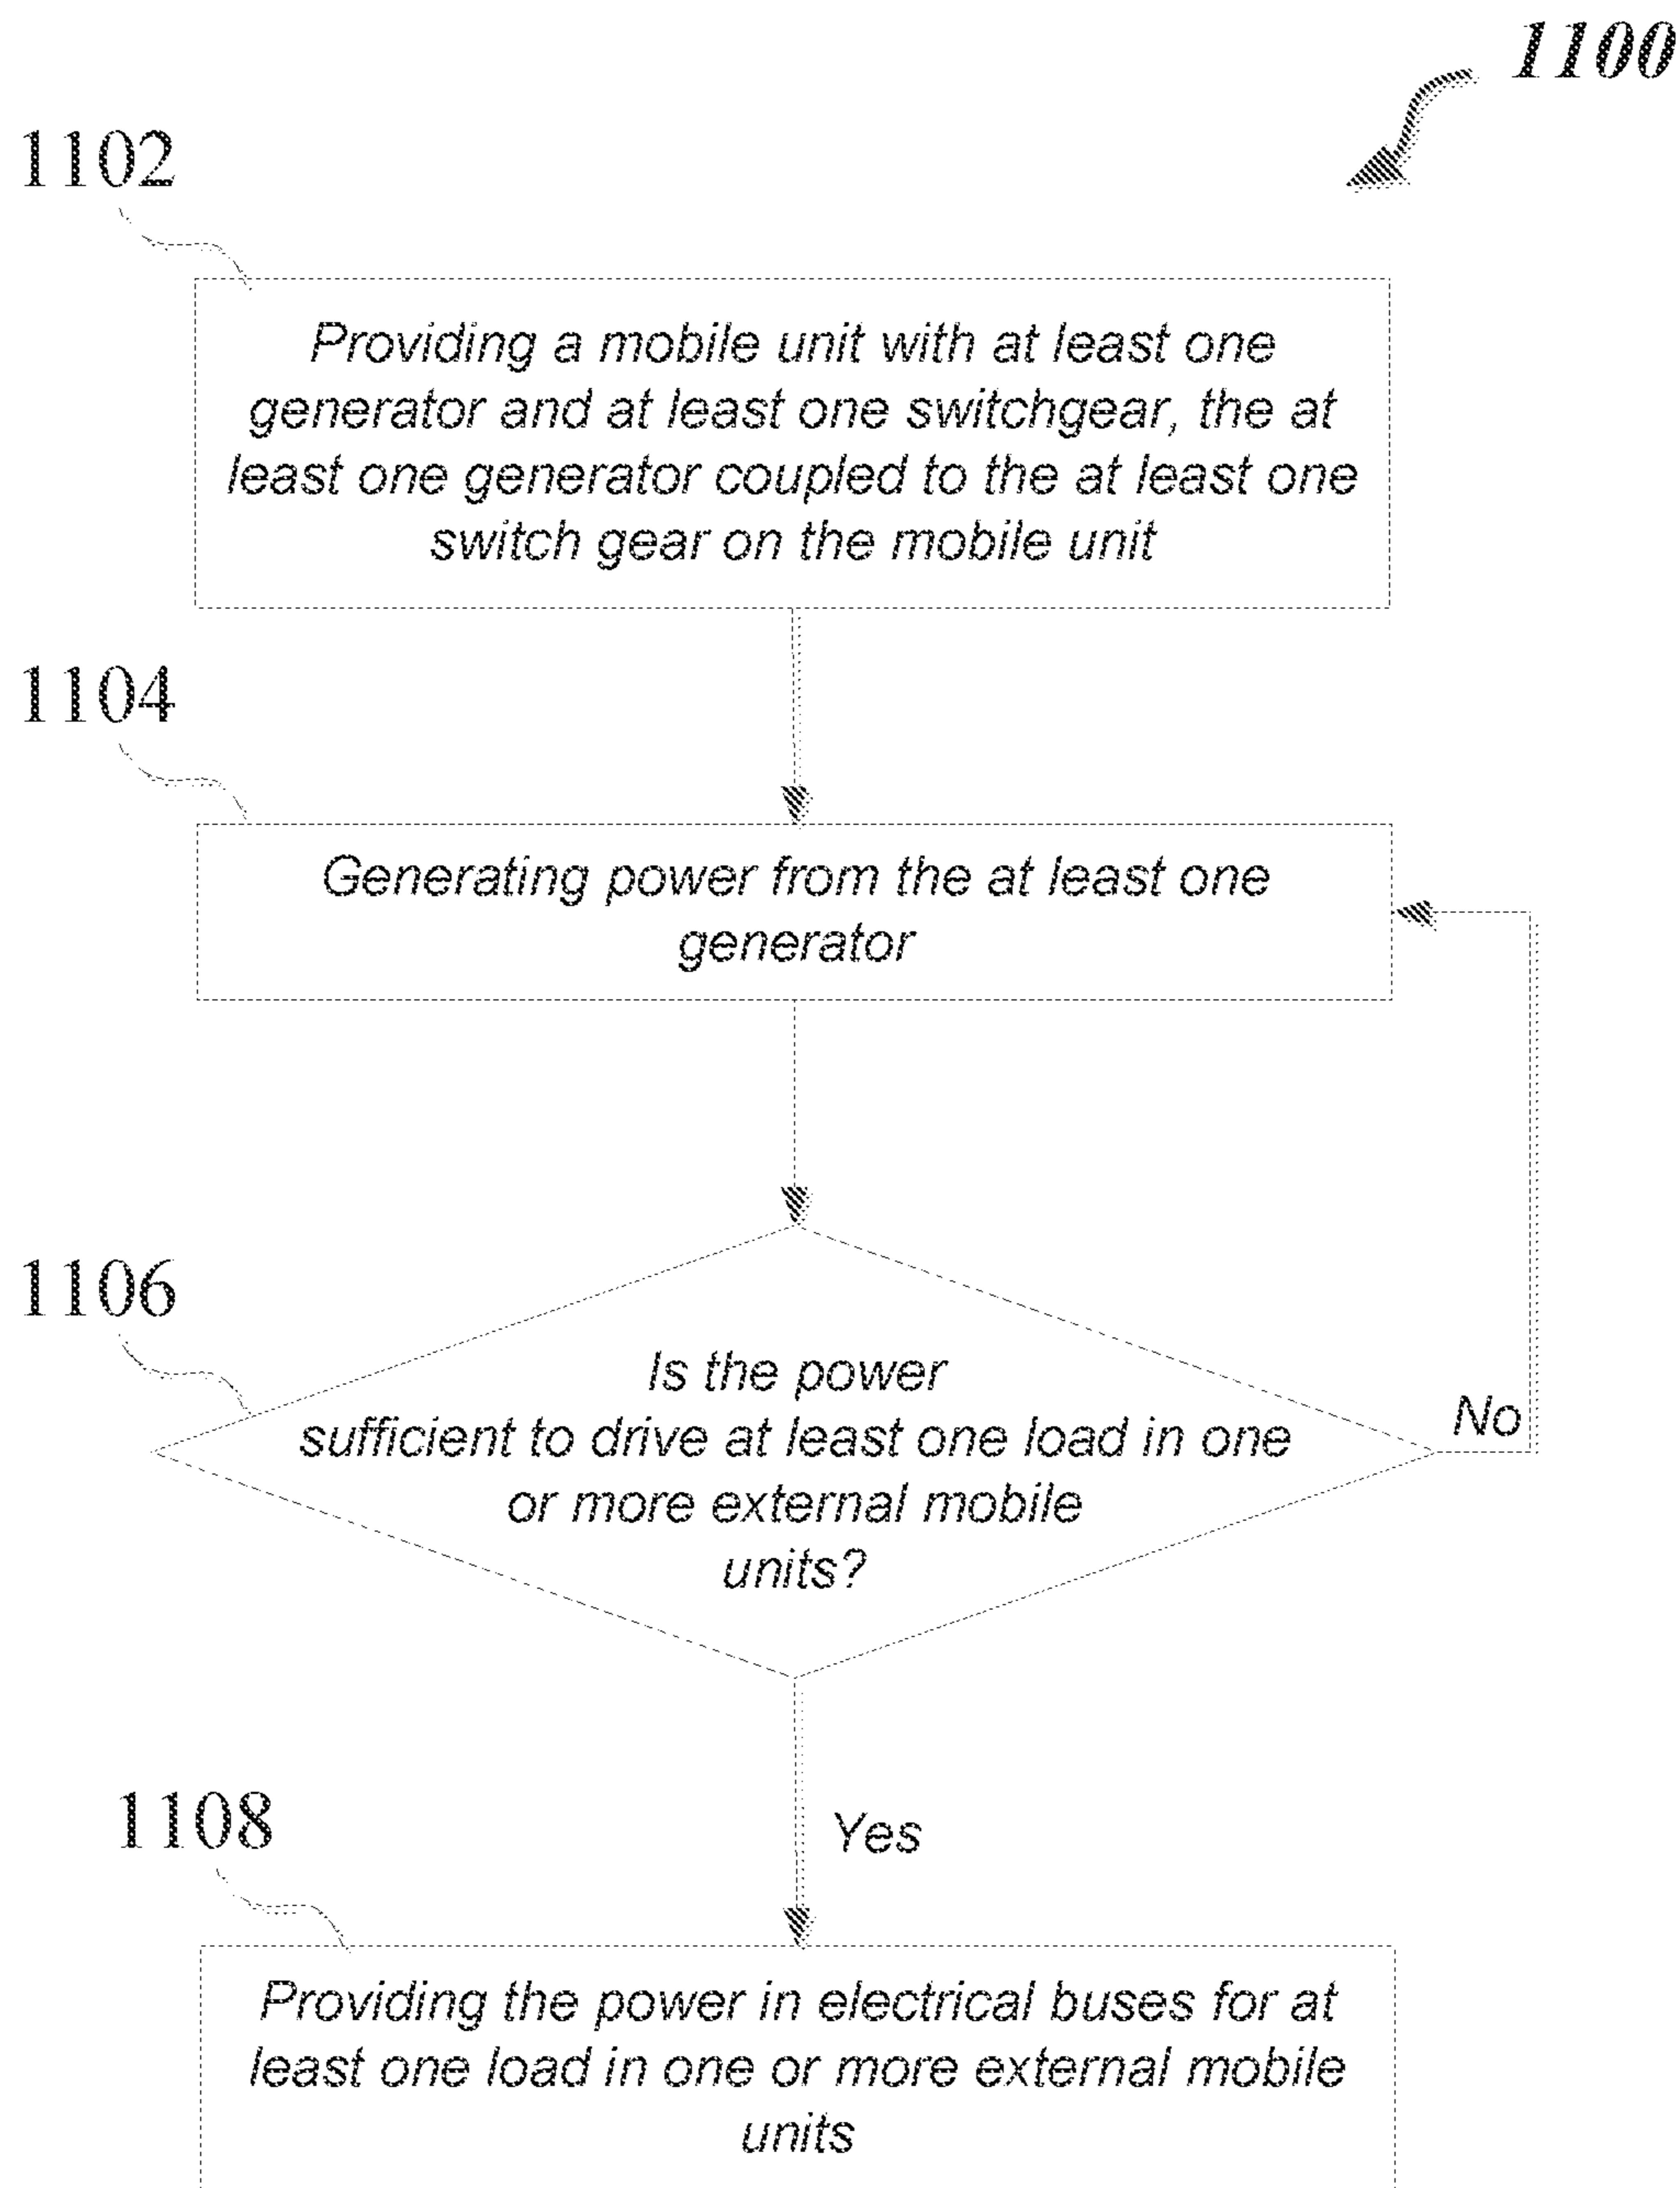 1100
1102
Providing a mobile unit with at least one
generator and at least one switchgear, the at
least one generator coupled to the at least one
switch gear on the mobile unit
1104
Generating power from the at least one
generator
1106
Is the power
sufficient to drive at least one load in one
or more external mobile
units?
No
Yes
1108
Providing the power in electrical buses for at
least one load in one or more external mobile
units